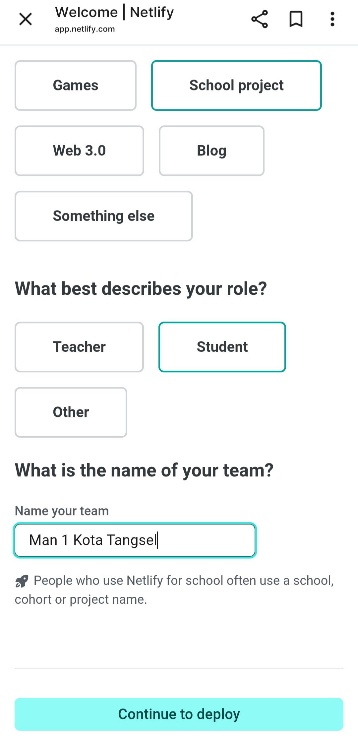 Welcome | Netlify
app.netlify.com
Games
School project
Web 3.0
Blog
Something else
What best describes your role?
Teacher
Student
Other
What is the name of your team?
Name your team
Man 1 Kota Tangsel
🚀 People who use Netlify for school often use a school,
cohort or project name.
Continue to deploy